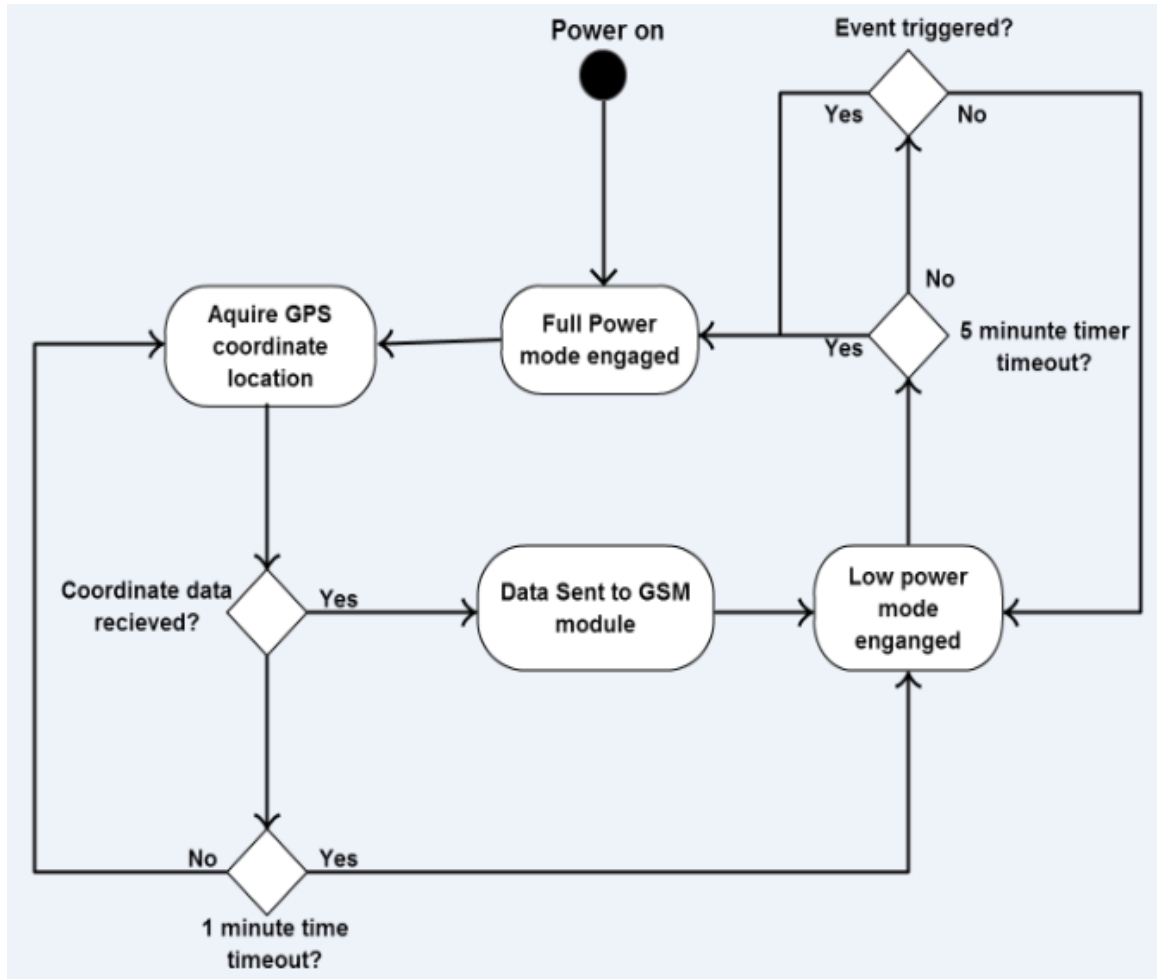 Power on
Event triggered?
Yes
No
No
Aquire GPS
coordinate
location
Full Power
mode engaged
Yes
5 minunte timer
timeout?
Coordinate data
recieved?
Yes
Data Sent to GSM
module
Low power
mode
enganged
No
Yes
1 minute time
timeout?